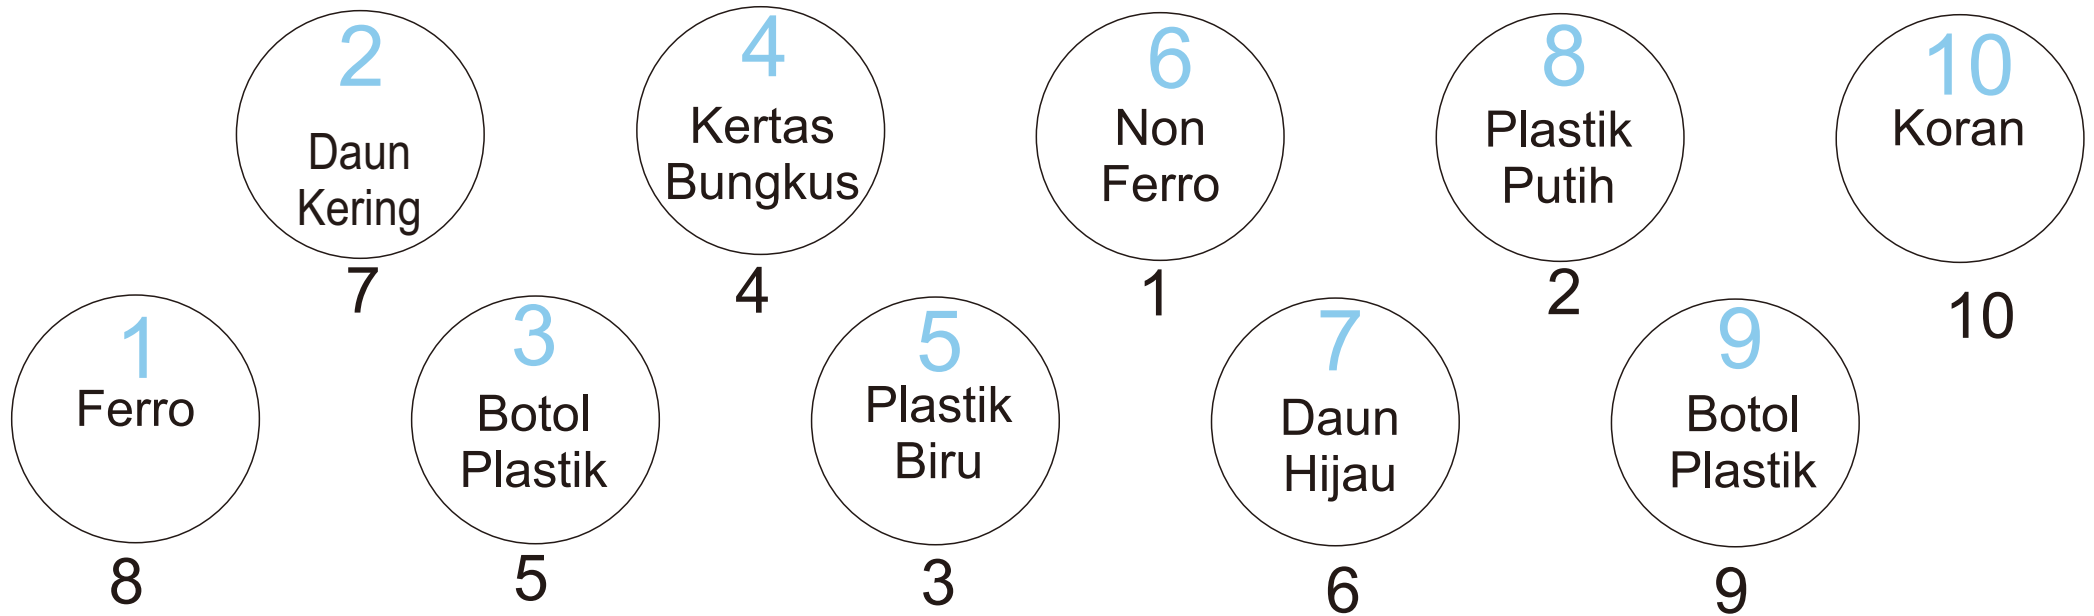 2
Daun
Kering
7
4
Kertas
Bungkus
4
6
Non
Ferro
1
8
Plastik
Putih
2
10
Koran
10
1
Ferro
8
3
Botol
Plastik
5
5
Plastik
Biru
3
7
Daun
Hijau
6
9
Botol
Plastik
9